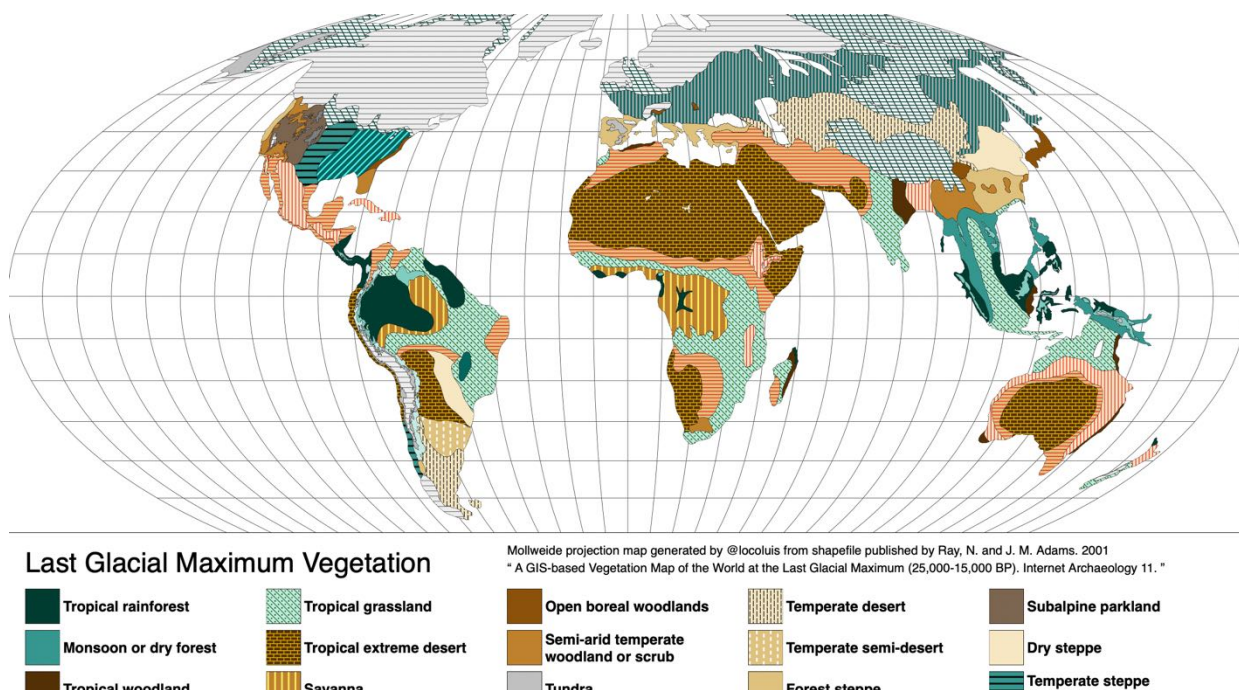 Last Glacial Maximum Vegetation
Mollweide projection map generated by @locoluis from shapefile published by Ray, N. and J. M. Adams. 2001
“ A GIS-based Vegetation Map of the World at the Last Glacial Maximum (25,000-15,000 BP). Internet Archaeology 11. ”
Tropical rainforest
Monsoon or dry forest
Tropical woodland
Tropical grassland
Tropical extreme desert
Savanna
Open boreal woodlands
Semi-arid temperate
woodland or scrub
Tundra
Temperate desert
Temperate semi-desert
Forest steppe
Subalpine parkland
Dry steppe
Temperate steppe